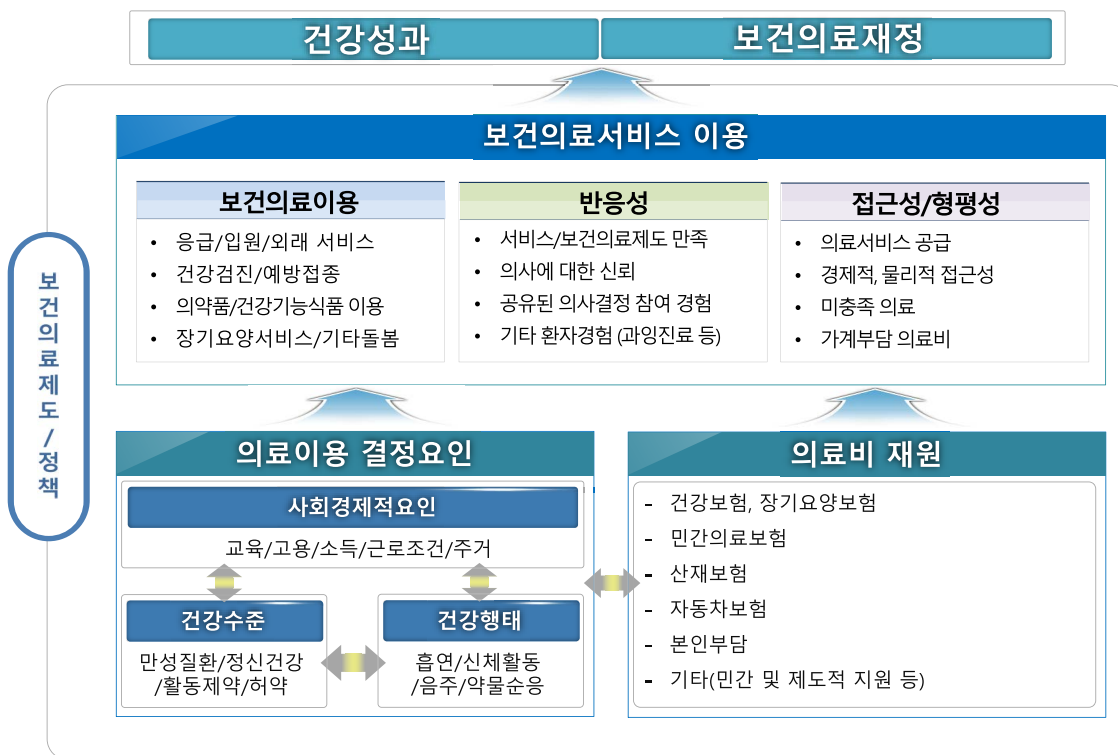 건강성과
보건의료재정
보건의료제도/정책
보건의료서비스 이용
보건의료이용
• 응급/입원/외래 서비스
• 건강검진/예방접종
• 의약품/건강기능식품 이용
• 장기요양서비스/기타돌봄
반응성
• 서비스/보건의료제도 만족
• 의사에 대한 신뢰
• 공유된 의사결정 참여 경험
• 기타 환자경험 (과잉진료 등)
접근성/형평성
• 의료서비스 공급
• 경제적, 물리적 접근성
• 미충족 의료
• 가계부담 의료비
의료이용 결정요인
사회경제적요인
교육/고용/소득/근로조건/주거
건강수준
만성질환/정신건강
/활동제약/허약
건강행태
흡연/신체활동
/음주/약물순응
의료비 재원
- 건강보험, 장기요양보험
- 민간의료보험
- 산재보험
- 자동차보험
- 본인부담
- 기타(민간 및 제도적 지원 등)